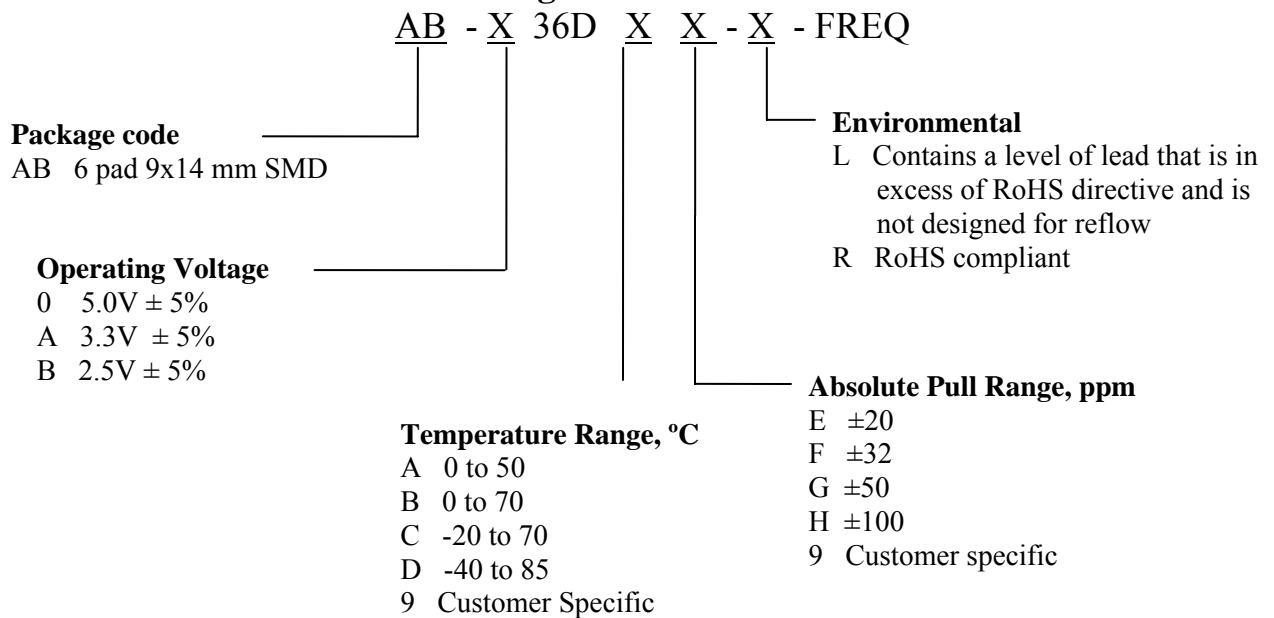 AB - X 36D X X - X - FREQ
Package code
AB 6 pad 9x14 mm SMD
Operating Voltage
0 5.0V ± 5%
A 3.3V ± 5%
B 2.5V ± 5%
Temperature Range, ºC
A 0 to 50
B 0 to 70
C -20 to 70
D -40 to 85
9 Customer Specific
Absolute Pull Range, ppm
E ±20
F ±32
G ±50
H ±100
9 Customer specific
Environmental
L Contains a level of lead that is in
excess of RoHS directive and is
not designed for reflow
R RoHS compliant